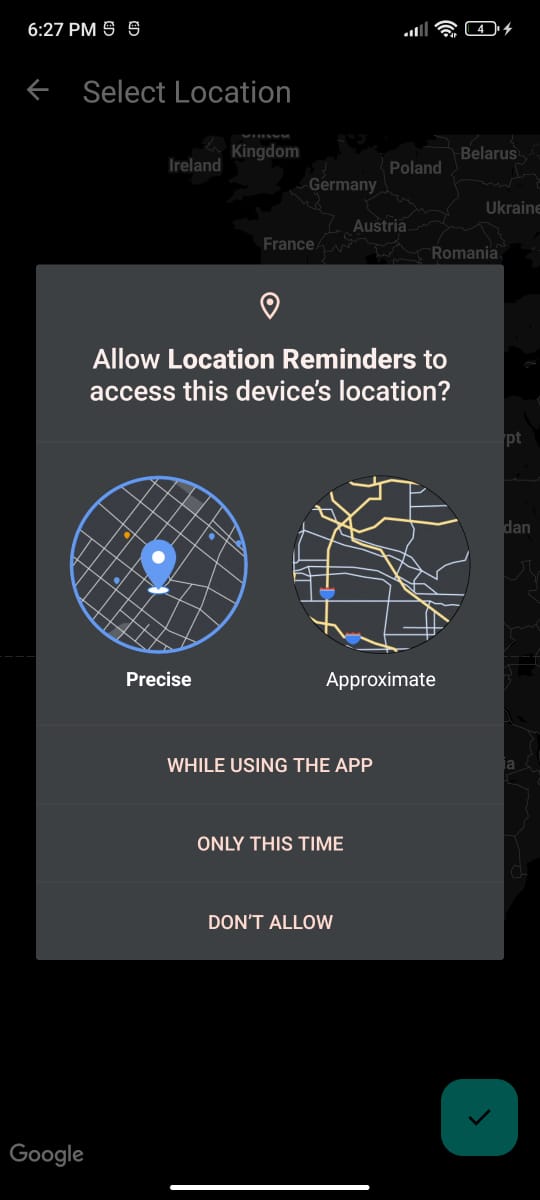 6:27 PM
4
Select Location
United
Kingdom
Ireland
Belarus
Poland
Germany
Ukraine
Austria
France
Romania
Allow Location Reminders to
access this device's location?
pt
dan
Precise
Approximate
WHILE USING THE APP
ia
ONLY THIS TIME
DON'T ALLOW
Google